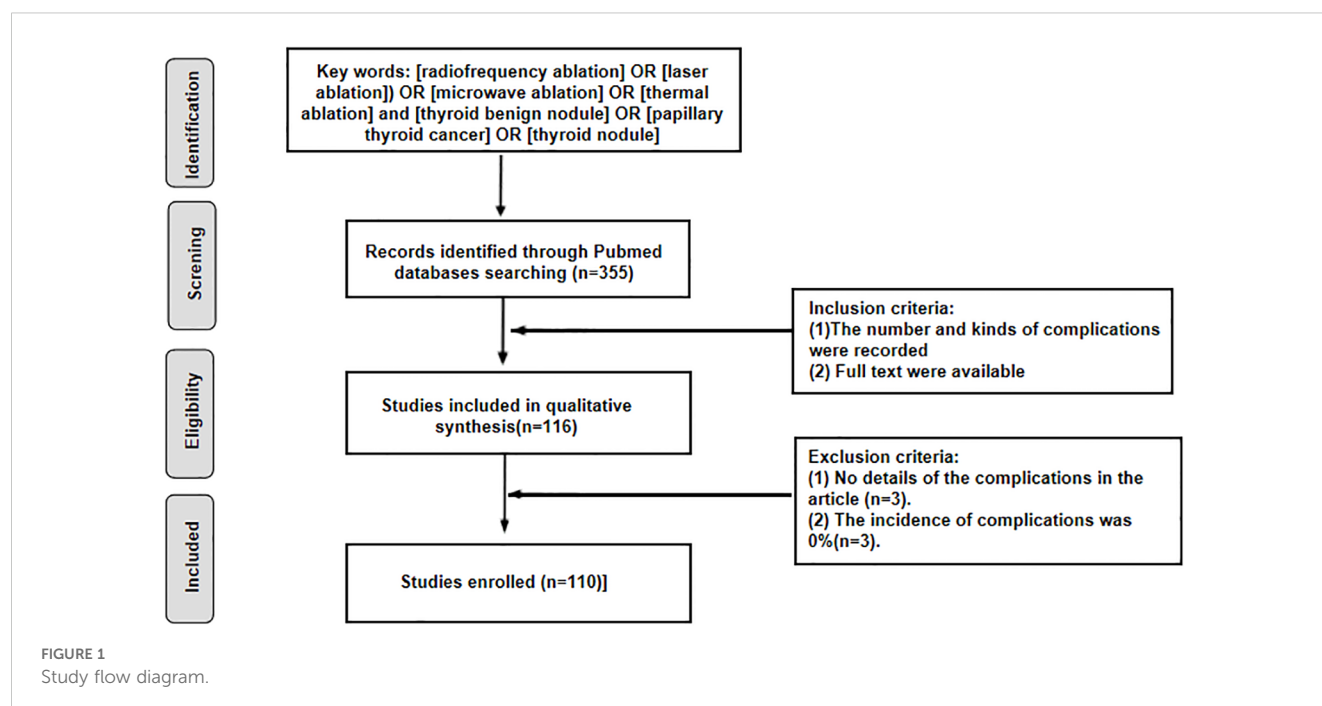 Identification
Key words: [radiofrequency ablation] OR [laser
ablation]) OR [microwave ablation] OR [thermal
ablation] and [thyroid benign nodule] OR [papillary
thyroid cancer] OR [thyroid nodule]
Screning
Records identified through Pubmed
databases searching (n=355)
Inclusion criteria:
(1)The number and kinds of complications
were recorded
(2) Full text were available
Eligibility
Studies included in qualitative
synthesis(n=116)
Exclusion criteria:
(1) No details of the complications in the
article (n=3).
(2) The incidence of complications was
0%(n=3).
Included
Studies enrolled (n=110)]
FIGURE 1
Study flow diagram.